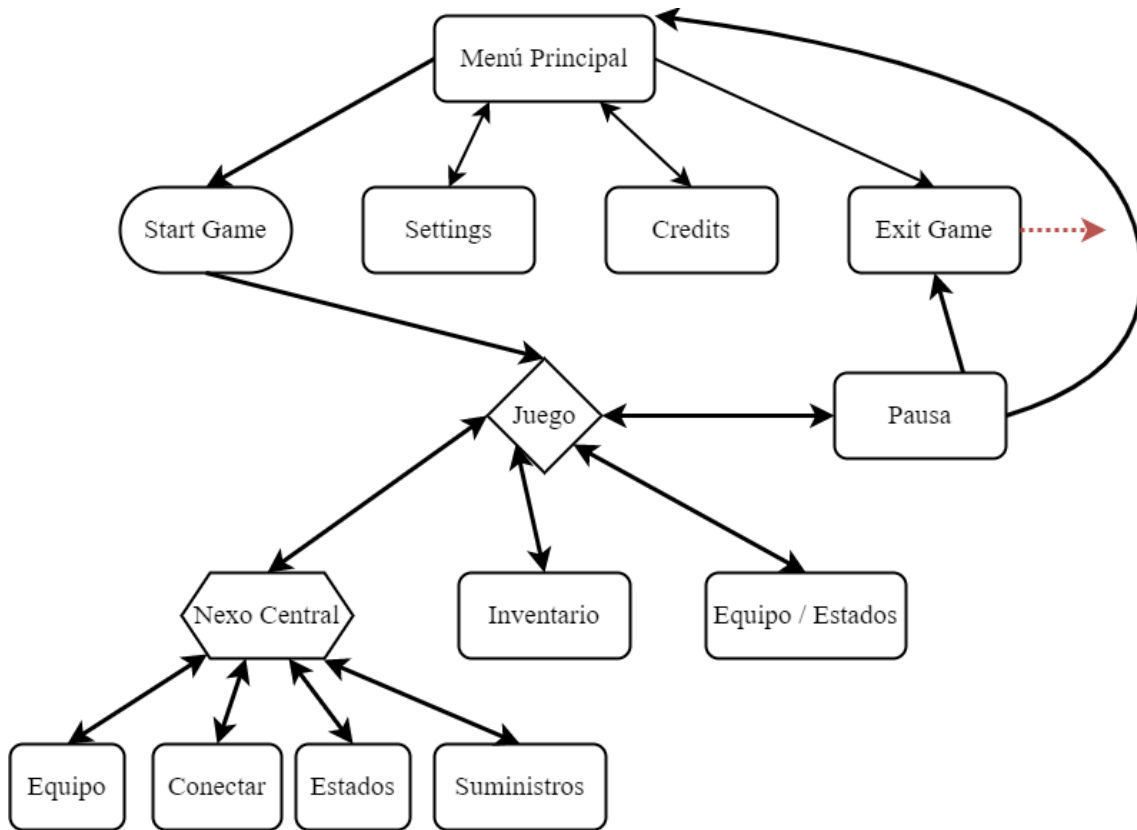 Menú Principal
Start Game
Settings
Credits
Exit Game
Juego
Pausa
Nexo Central
Inventario
Equipo / Estados
Equipo
Conectar
Estados
Suministros